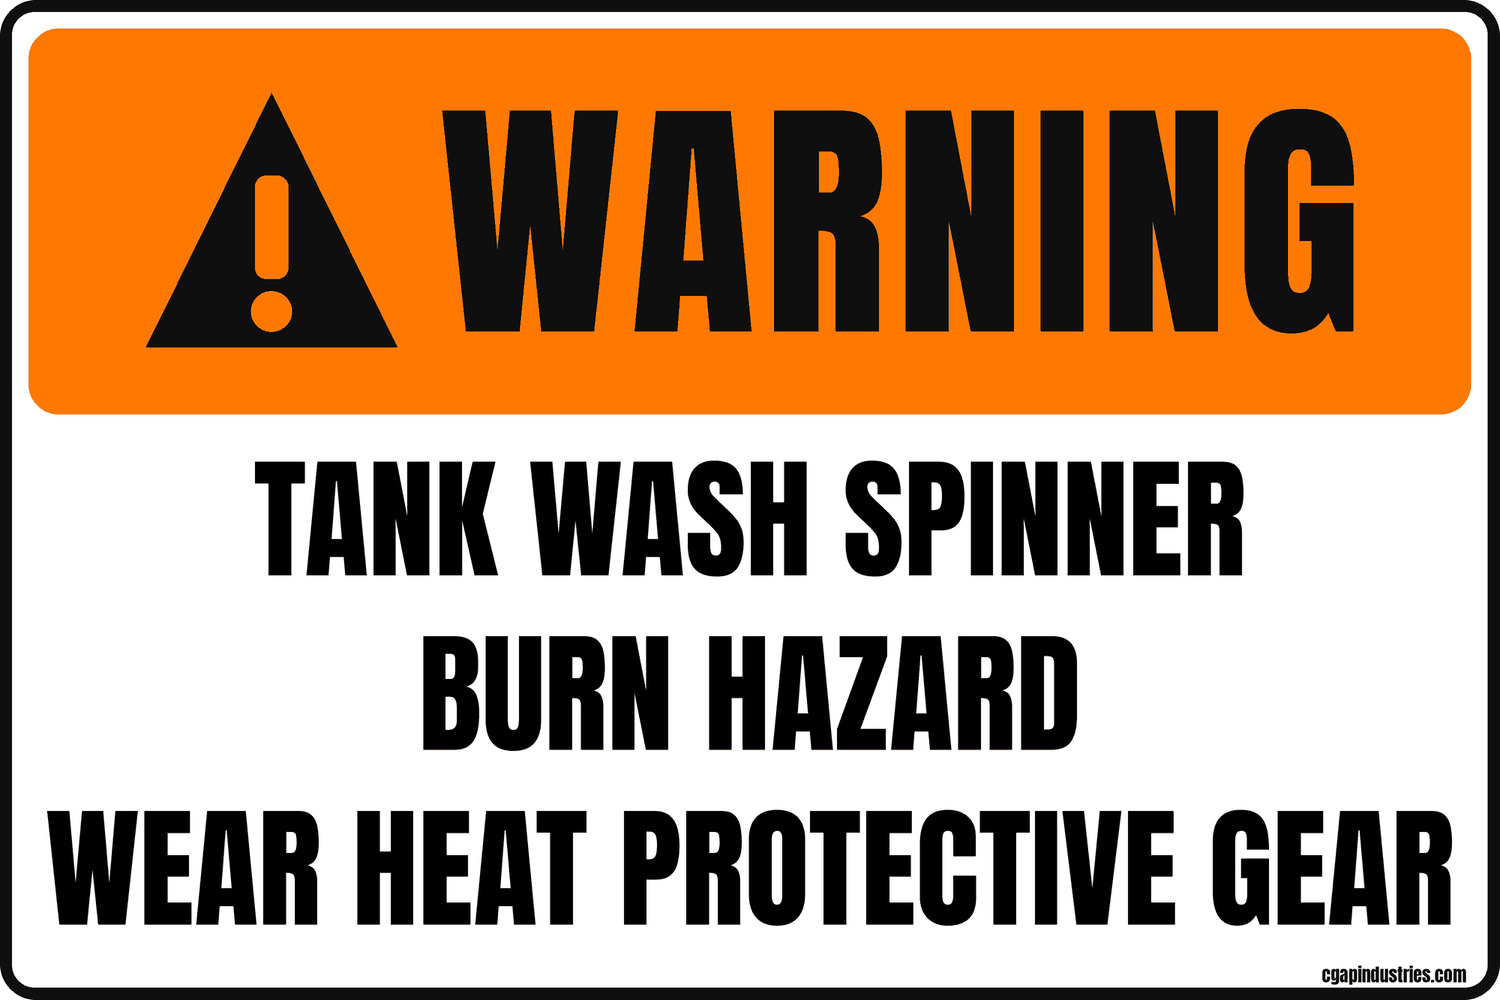 WARNING
TANK WASH SPINNER
BURN HAZARD
WEAR HEAT PROTECTIVE GEAR
cgapindustries.com